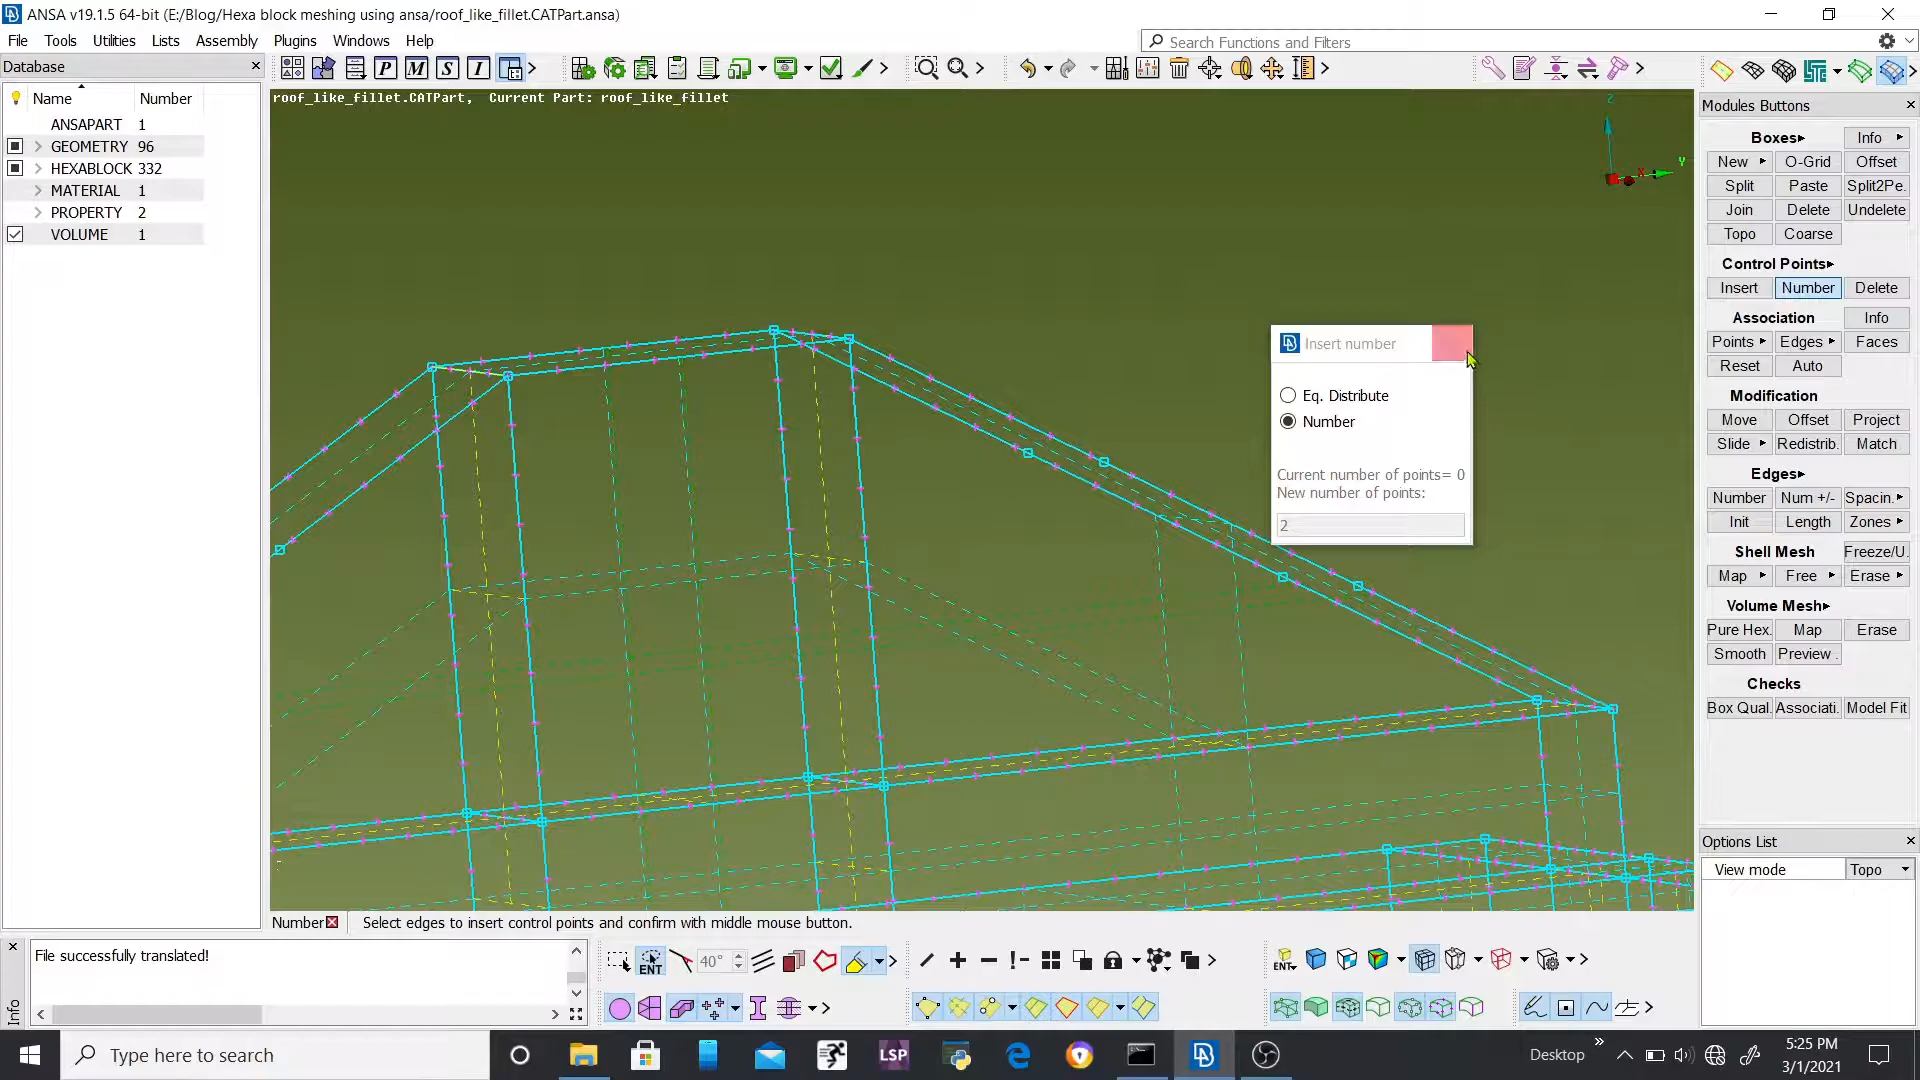 ANSA v19.1.5 64-bit (E:/Blog/Hexa block meshing using ansa/roof_like_fillet.CATPart.ansa)
File Tools Utilities Lists Assembly Plugins Windows Help
Search Functions and Filters
Database
P M S I
Name Number
ANSAPART 1
GEOMETRY 96
HEXABLOCK 332
MATERIAL 1
PROPERTY 2
VOLUME 1
roof_like_fillet.CATPart, Current Part: roof_like_fillet
Z
X
Y
Insert number
Eq. Distribute
Number
Current number of points= 0
New number of points:
2
Modules Buttons
Boxes Info
New O-Grid Offset
Split Paste Split2Pe.
Join Delete Undelete
Topo Coarse
Control Points
Insert Number Delete
Association Info
Points Edges Faces
Reset Auto
Modification
Move Offset Project
Slide Redistrib. Match
Edges
Number Num +/- Spacin.
Init Length Zones
Shell Mesh Freeze/U.
Map Free Erase
Volume Mesh
Pure Hex. Map Erase
Smooth Preview .
Checks
Box Qual. Associati. Model Fit
Options List
View mode Topo
Number Select edges to insert control points and confirm with middle mouse button.
File successfully translated!
Info
ENT 40°
ENT
Type here to search
LSP
Desktop
5:25 PM
3/1/2021